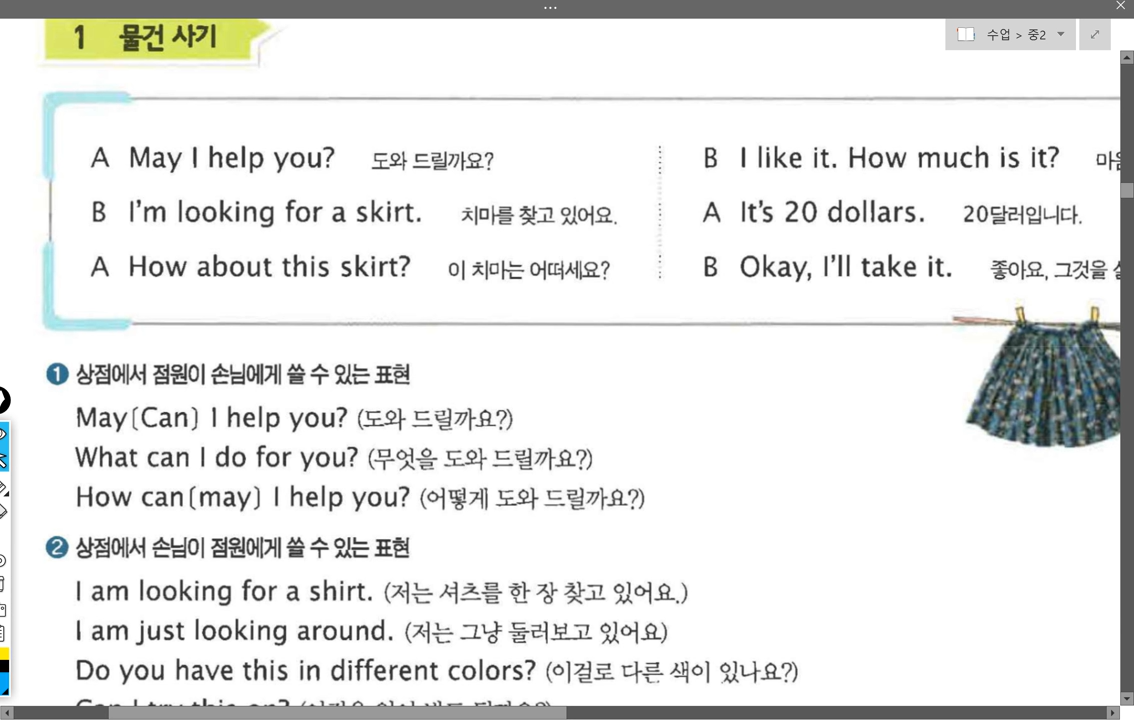 ...
수업 > 중2
1 물건 사기
A May I help you? 도와 드릴까요?
B I'm looking for a skirt. 치마를 찾고 있어요.
A How about this skirt? 이 치마는 어떠세요?
B I like it. How much is it?
A It's 20 dollars. 20달러입니다.
B Okay, I'll take it. 좋아요, 그것을
1 상점에서 점원이 손님에게 쓸 수 있는 표현
May(Can) I help you? (도와 드릴까요?)
What can I do for you? (무엇을 도와 드릴까요?)
How can(may) I help you? (어떻게 도와 드릴까요?)
2 상점에서 손님이 점원에게 쓸 수 있는 표현
I am looking for a shirt. (저는 셔츠를 한 장 찾고 있어요.)
I am just looking around. (저는 그냥 둘러보고 있어요)
Do you have this in different colors? (이걸로 다른 색이 있나요?)